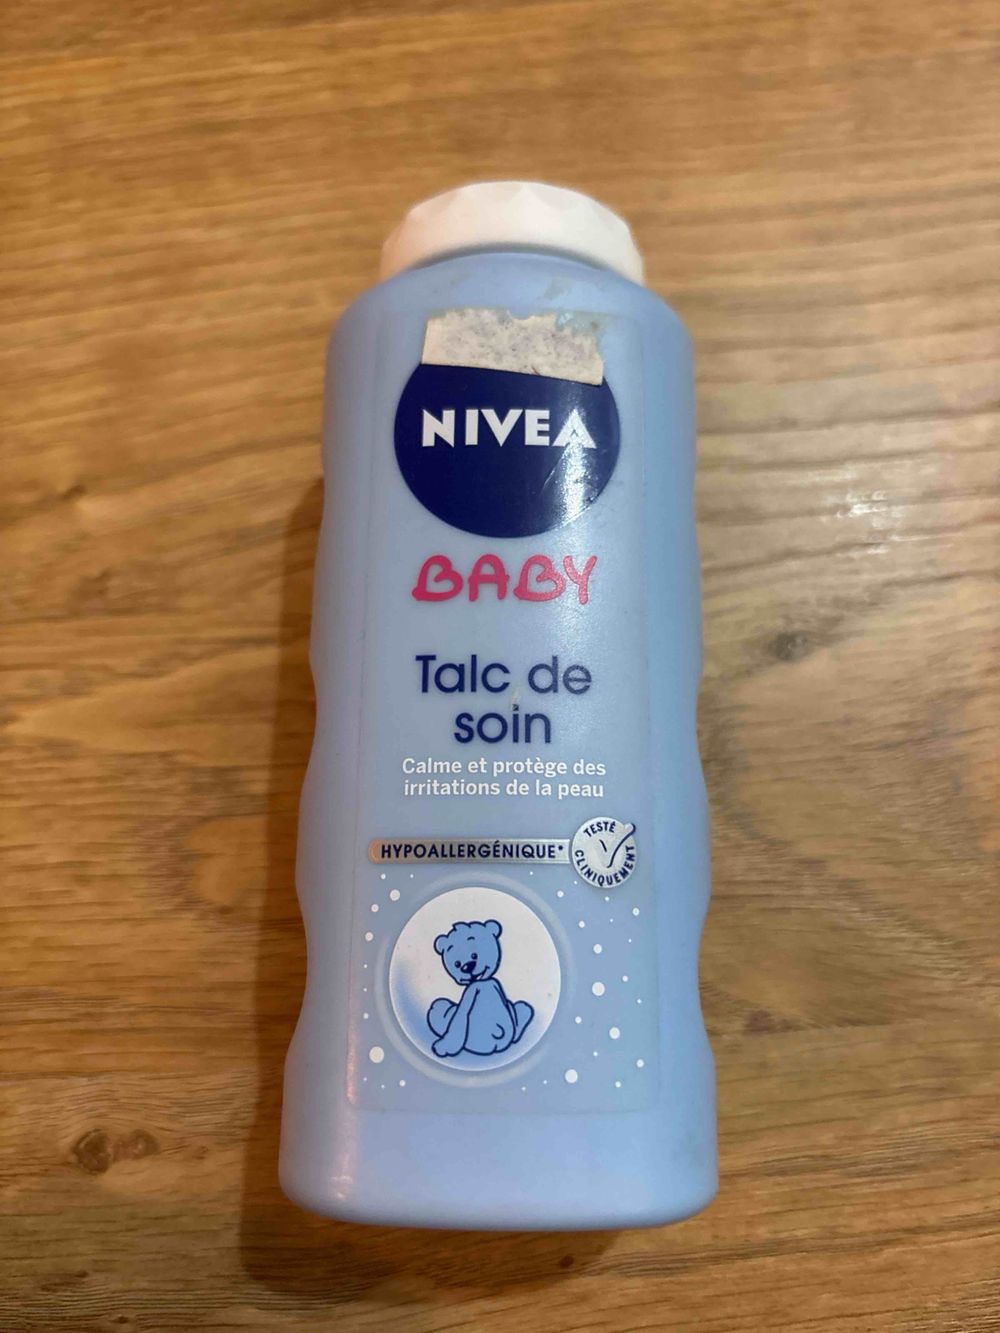 NIVEA
BABY
Talc de
soin
Calme et protège des
irritations de la peau
HYPOALLERGÉNIQUE*
TESTÉ
CLINIQUEMENT